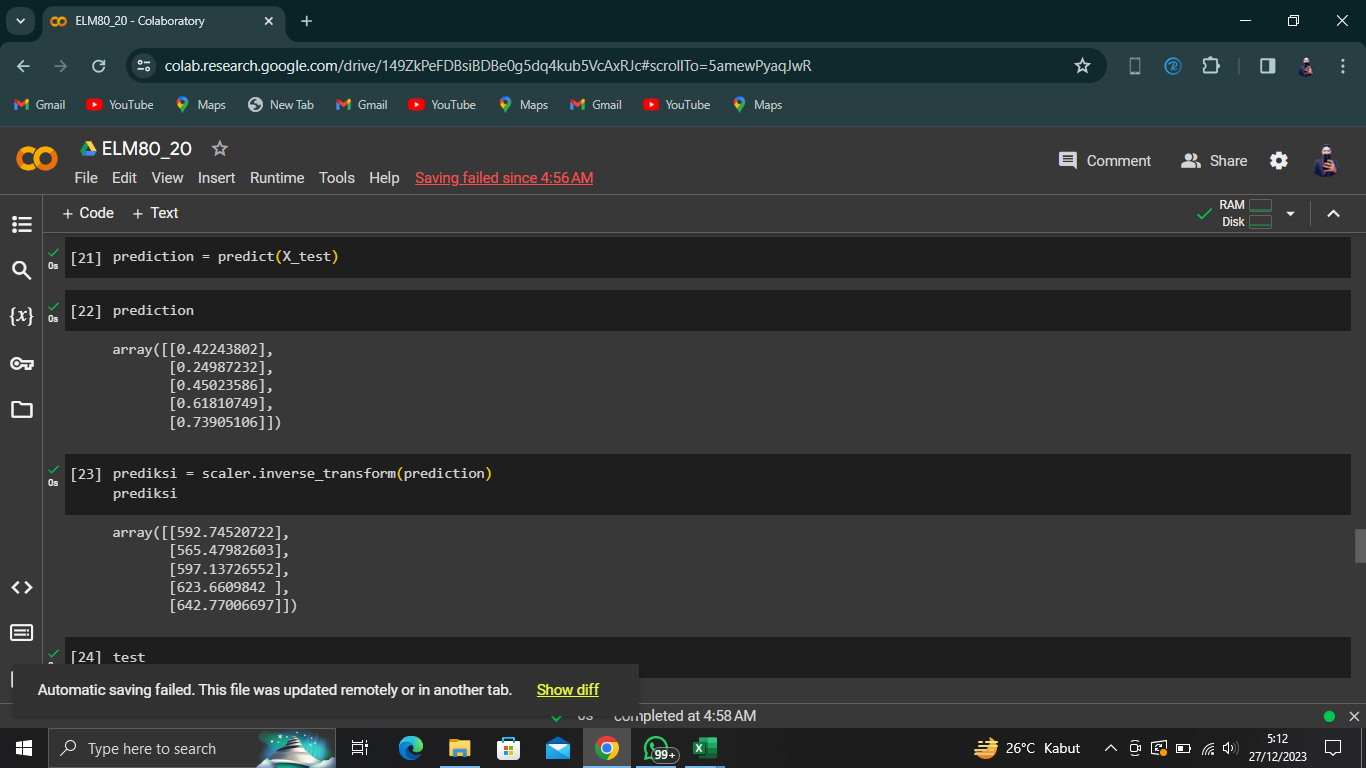 ELM80_20 - Colaboratory
colab.research.google.com/drive/149ZkPeFDBsiBDBe0g5dq4kub5VcAxRJc#scrollTo=5amewPyaqJwR
Gmail YouTube Maps New Tab Gmail YouTube Maps Gmail YouTube Maps
ELM80_20
Comment Share
File Edit View Insert Runtime Tools Help Saving failed since 4:56 AM
+ Code + Text
RAM
Disk
[21] prediction = predict(X_test)
0s
[22] prediction
0s
array([[0.42243802],
[0.24987232],
[0.45023586],
[0.61810749],
[0.73905106]])
[23] prediksi = scaler.inverse_transform(prediction)
0s
prediksi
array([[592.74520722],
[565.47982603],
[597.13726552],
[623.6609842 ],
[642.77006697]])
[24] test
Automatic saving failed. This file was updated remotely or in another tab. Show diff
0s completed at 4:58 AM
Type here to search
99+
26°C Kabut
5:12
27/12/2023